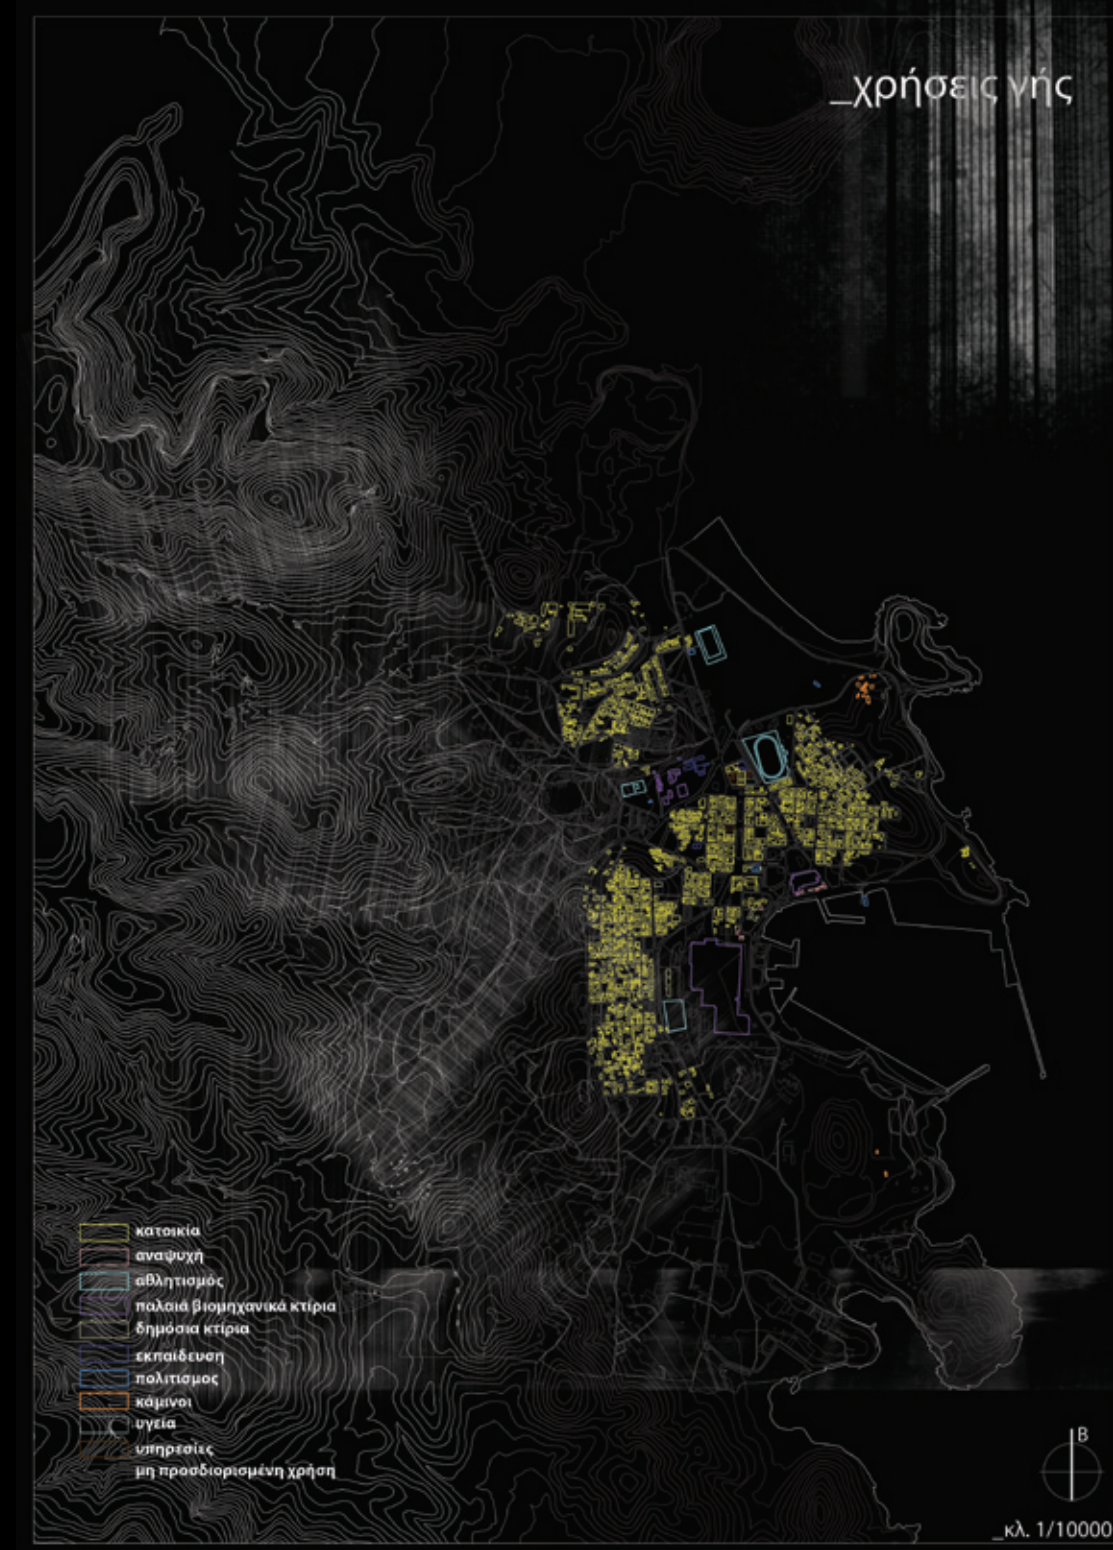 _χρήσεις γής
κατοικία
αναψυχή
αθλητισμός
παλαιά βιομηχανικά κτίρια
δημόσια κτίρια
εκπαίδευση
πολιτισμος
κάμινοι
υγεία
υπηρεσίες
μη προσδιορισμένη χρήση
Β
_κλ. 1/10000